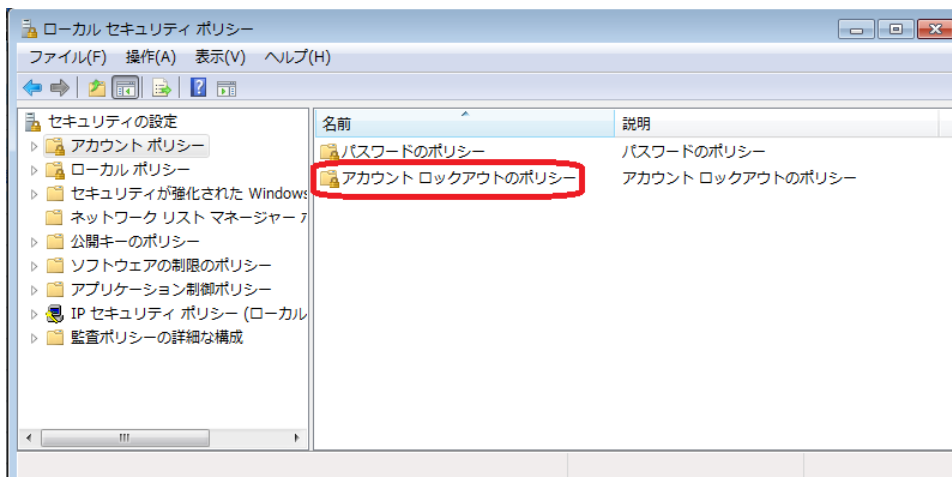 ローカル セキュリティ ポリシー
ファイル(F) 操作(A) 表示(V) ヘルプ(H)
セキュリティの設定
アカウント ポリシー
ローカル ポリシー
セキュリティが強化された Windows
ネットワーク リスト マネージャー
公開キーのポリシー
ソフトウェアの制限のポリシー
アプリケーション制御ポリシー
IP セキュリティ ポリシー (ローカル
監査ポリシーの詳細な構成
名前 説明
パスワードのポリシー パスワードのポリシー
アカウント ロックアウトのポリシー アカウント ロックアウトのポリシー